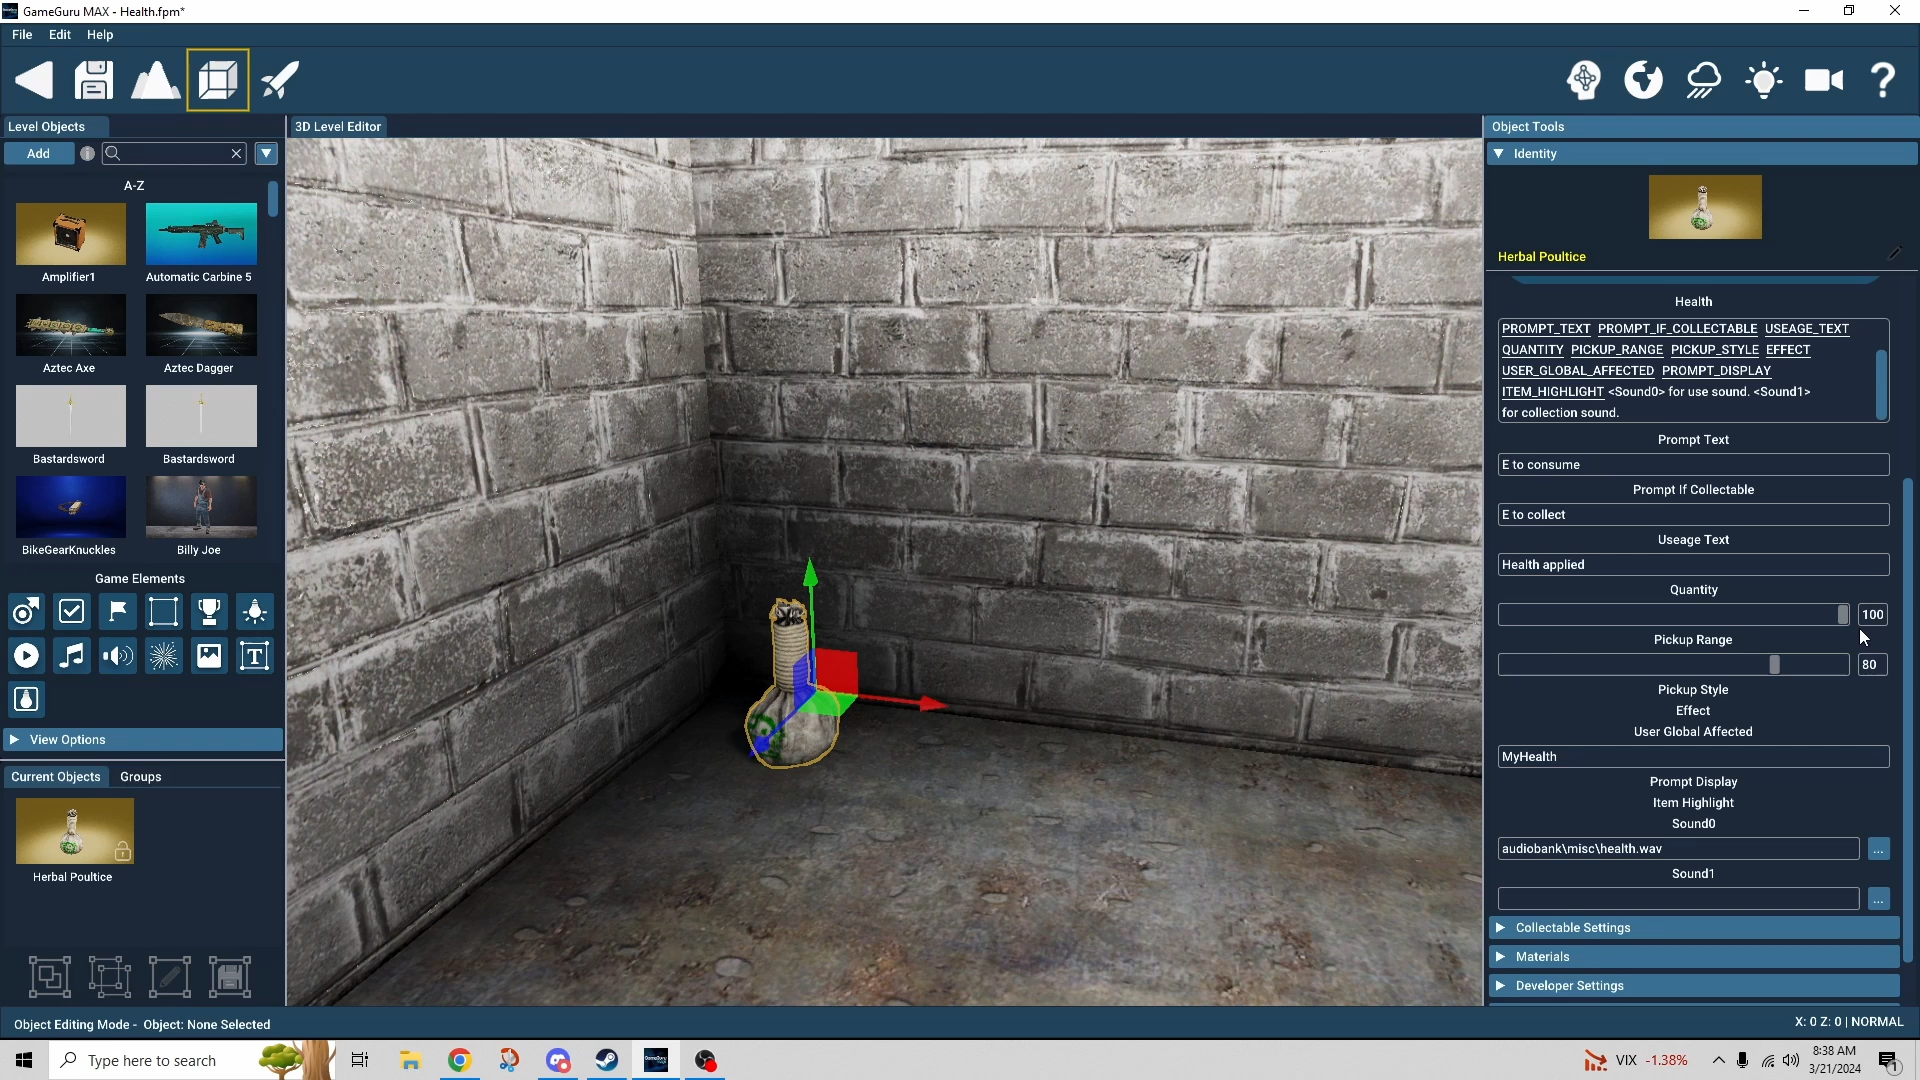 GameGuru MAX - Health.fpm*
File Edit Help
Level Objects
Add
A-Z
Amplifier1
Automatic Carbine 5
Aztec Axe
Aztec Dagger
Bastardsword
Bastardsword
BikeGearKnuckles
Billy Joe
Game Elements
View Options
Current Objects
Groups
Herbal Poultice
3D Level Editor
Object Tools
Identity
Herbal Poultice
Health
PROMPT_TEXT PROMPT_IF_COLLECTABLE USEAGE_TEXT
QUANTITY PICKUP_RANGE PICKUP_STYLE EFFECT
USER_GLOBAL_AFFECTED PROMPT_DISPLAY
ITEM_HIGHLIGHT <Sound0> for use sound. <Sound1>
for collection sound.
Prompt Text
E to consume
Prompt If Collectable
E to collect
Useage Text
Health applied
Quantity
100
Pickup Range
80
Pickup Style
Effect
User Global Affected
MyHealth
Prompt Display
Item Highlight
Sound0
audiobank\misc\health.wav
...
Sound1
...
Collectable Settings
Materials
Developer Settings
Object Editing Mode - Object: None Selected
X: 0 Z: 0 | NORMAL
Type here to search
VIX -1.38%
8:38 AM
3/21/2024
1